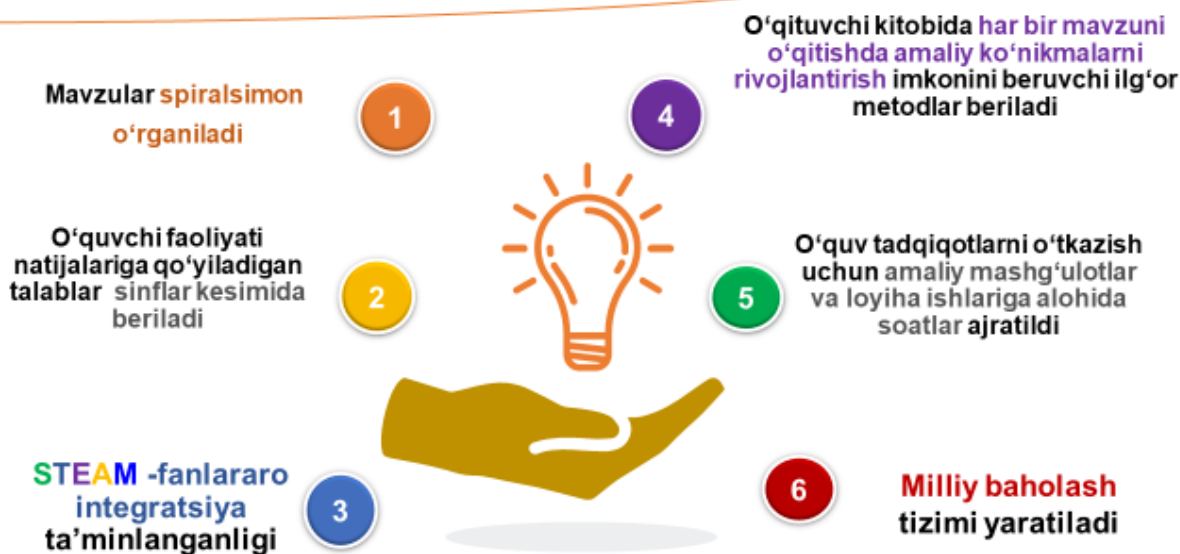 Mavzular spiralsimon
o‘rganiladi
1
O‘quvchi faoliyati
natijalariga qo‘yiladigan
talablar sinflar kesimida
beriladi
2
STEAM -fanlararo
integratsiya
ta’minlanganligi
3
O‘qituvchi kitobida har bir mavzuni
o‘qitishda amaliy ko‘nikmalarni
rivojlantirish imkonini beruvchi ilg‘or
metodlar beriladi
4
O‘quv tadqiqotlarni o‘tkazish
uchun amaliy mashg‘ulotlar
va loyiha ishlariga alohida
soatlar ajratildi
5
Milliy baholash
tizimi yaratiladi
6